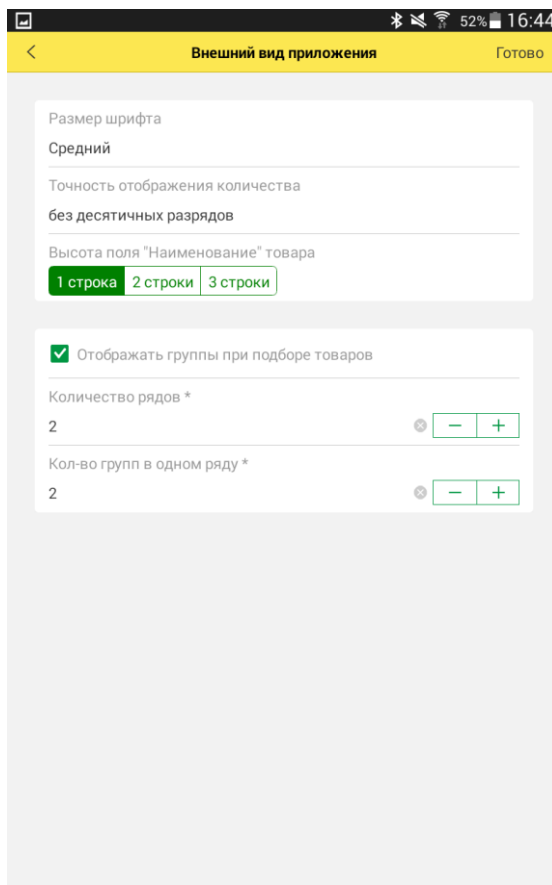 52% 16:44
Внешний вид приложения Готово
Размер шрифта
Средний
Точность отображения количества
без десятичных разрядов
Высота поля "Наименование" товара
1 строка 2 строки 3 строки
Отображать группы при подборе товаров
Количество рядов *
2
Кол-во групп в одном ряду *
2